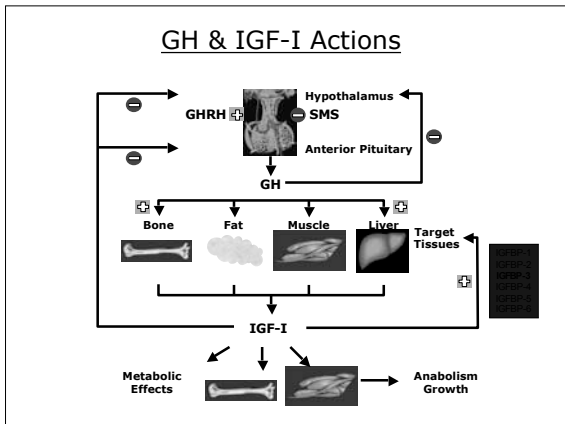 GH & IGF-I Actions
Hypothalamus
GHRH
SMS
Anterior Pituitary
GH
Bone
Fat
Muscle
Liver
Target
Tissues
IGFBP-1
IGFBP-2
IGFBP-3
IGFBP-4
IGFBP-5
IGFBP-6
IGF-I
Metabolic
Effects
Anabolism
Growth